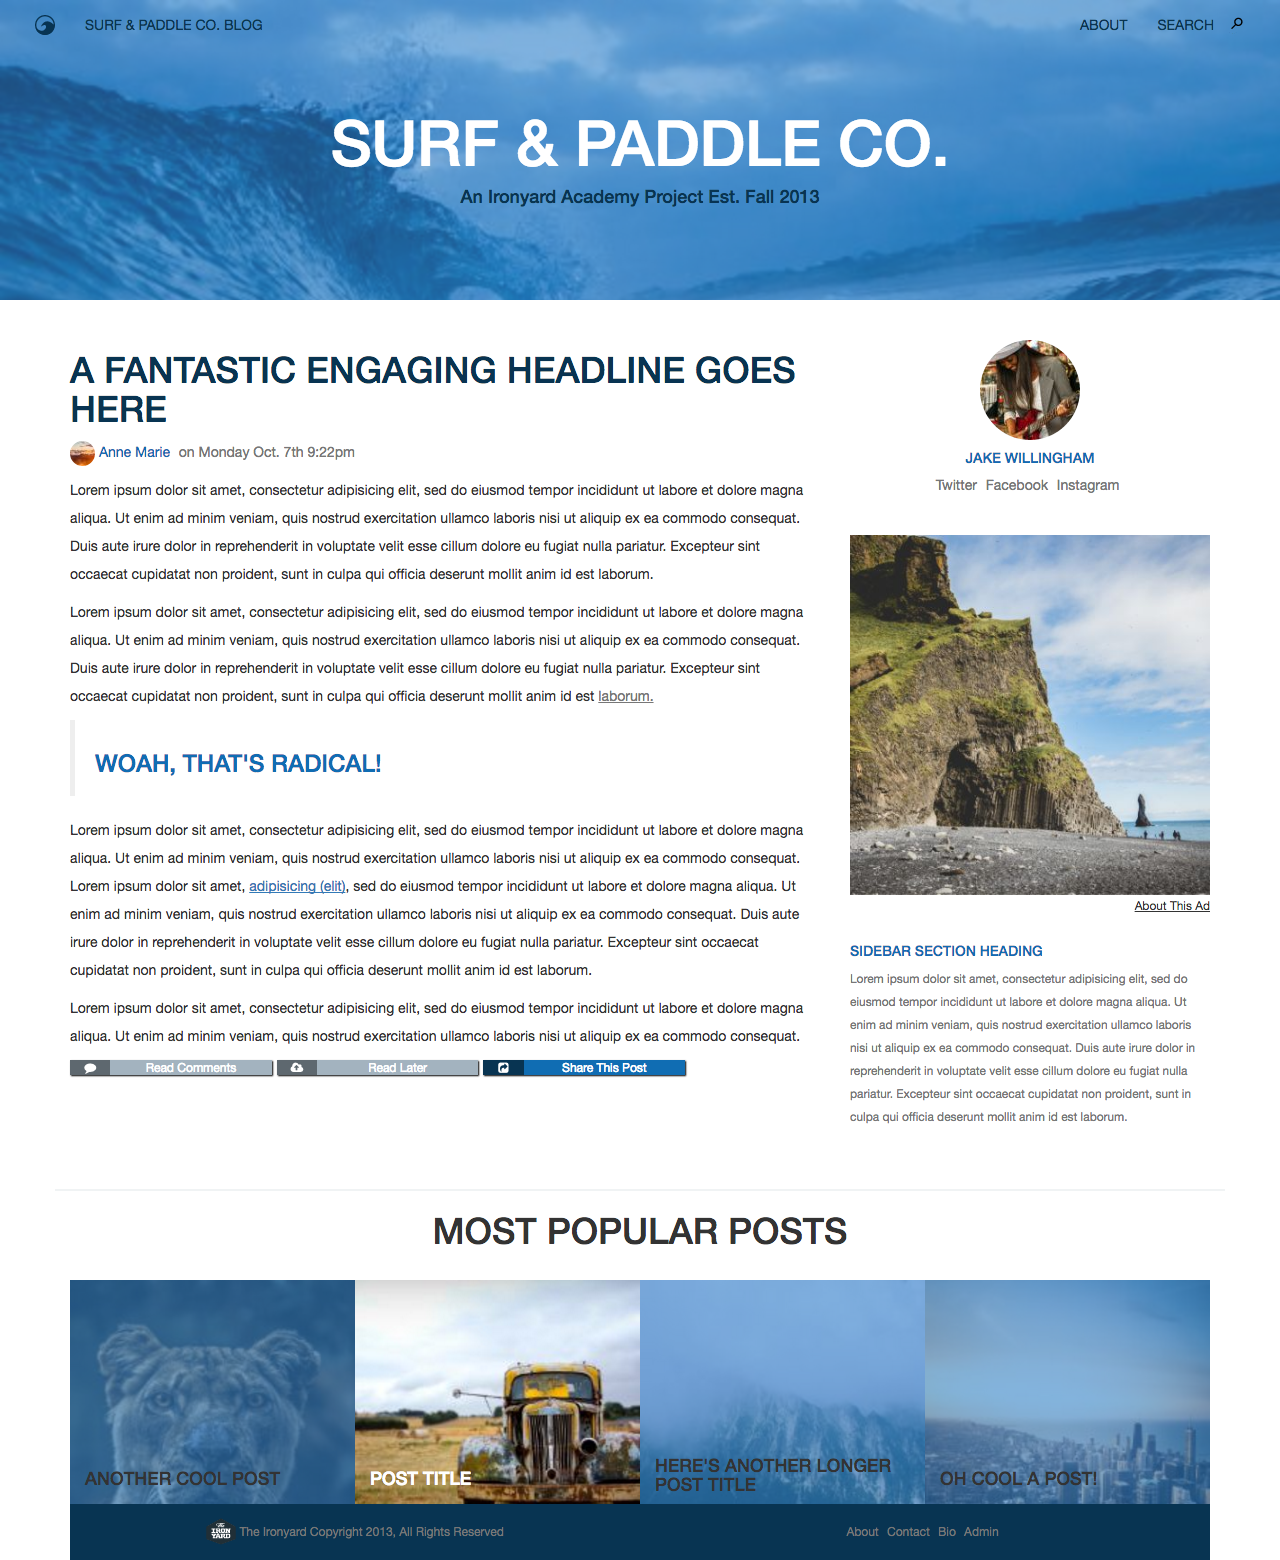 SURF & PADDLE CO. BLOG
ABOUT
SEARCH
SURF & PADDLE CO.
An Ironyard Academy Project Est. Fall 2013
A FANTASTIC ENGAGING HEADLINE GOES
HERE
Anne Marie on Monday Oct. 7th 9:22pm
Lorem ipsum dolor sit amet, consectetur adipisicing elit, sed do eiusmod tempor incididunt ut labore et dolore magna
aliqua. Ut enim ad minim veniam, quis nostrud exercitation ullamco laboris nisi ut aliquip ex ea commodo consequat.
Duis aute irure dolor in reprehenderit in voluptate velit esse cillum dolore eu fugiat nulla pariatur. Excepteur sint
occaecat cupidatat non proident, sunt in culpa qui officia deserunt mollit anim id est laborum.
Lorem ipsum dolor sit amet, consectetur adipisicing elit, sed do eiusmod tempor incididunt ut labore et dolore magna
aliqua. Ut enim ad minim veniam, quis nostrud exercitation ullamco laboris nisi ut aliquip ex ea commodo consequat.
Duis aute irure dolor in reprehenderit in voluptate velit esse cillum dolore eu fugiat nulla pariatur. Excepteur sint
occaecat cupidatat non proident, sunt in culpa qui officia deserunt mollit anim id est laborum.
WOAH, THAT'S RADICAL!
Lorem ipsum dolor sit amet, consectetur adipisicing elit, sed do eiusmod tempor incididunt ut labore et dolore magna
aliqua. Ut enim ad minim veniam, quis nostrud exercitation ullamco laboris nisi ut aliquip ex ea commodo consequat.
Lorem ipsum dolor sit amet, adipisicing (elit), sed do eiusmod tempor incididunt ut labore et dolore magna aliqua. Ut
enim ad minim veniam, quis nostrud exercitation ullamco laboris nisi ut aliquip ex ea commodo consequat. Duis aute
irure dolor in reprehenderit in voluptate velit esse cillum dolore eu fugiat nulla pariatur. Excepteur sint occaecat
cupidatat non proident, sunt in culpa qui officia deserunt mollit anim id est laborum.
Lorem ipsum dolor sit amet, consectetur adipisicing elit, sed do eiusmod tempor incididunt ut labore et dolore magna
aliqua. Ut enim ad minim veniam, quis nostrud exercitation ullamco laboris nisi ut aliquip ex ea commodo consequat.
Read Comments
Read Later
Share This Post
JAKE WILLINGHAM
Twitter Facebook Instagram
About This Ad
SIDEBAR SECTION HEADING
Lorem ipsum dolor sit amet, consectetur adipisicing elit, sed do
eiusmod tempor incididunt ut labore et dolore magna aliqua. Ut
enim ad minim veniam, quis nostrud exercitation ullamco laboris
nisi ut aliquip ex ea commodo consequat. Duis aute irure dolor in
reprehenderit in voluptate velit esse cillum dolore eu fugiat nulla
pariatur. Excepteur sint occaecat cupidatat non proident, sunt in
culpa qui officia deserunt mollit anim id est laborum.
MOST POPULAR POSTS
ANOTHER COOL POST
POST TITLE
HERE'S ANOTHER LONGER
POST TITLE
OH COOL A POST!
The
IRON
YARD
The Ironyard Copyright 2013, All Rights Reserved
About Contact Bio Admin